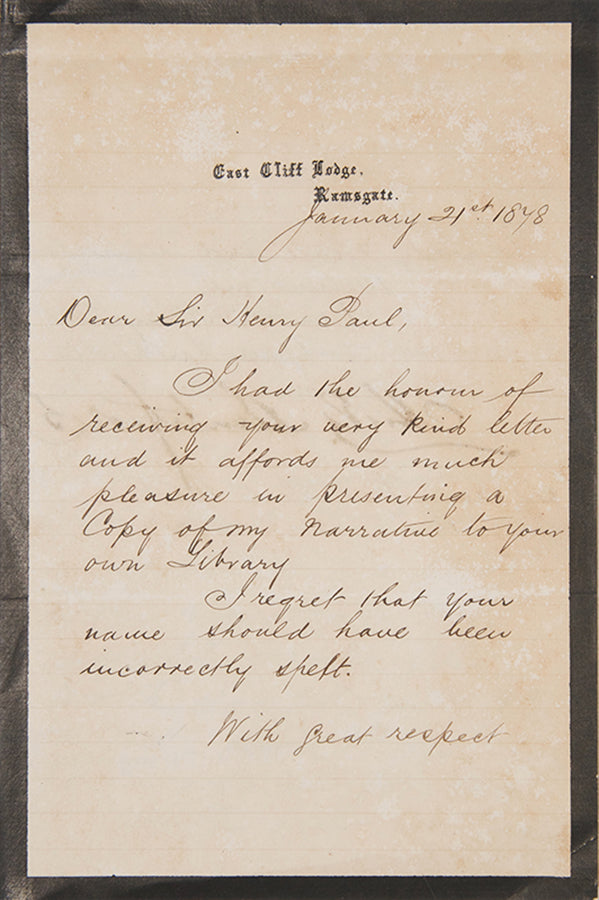 East Cliff Lodge,
Ramsgate.
January 21st 1878
Dear Sir Henry Paul,
I had the honour of
receiving your very kind letter
and it affords me much
pleasure in presenting a
Copy of my Narrative to your
own Library
I regret that your
name should have been
incorrectly spelt.
With great respect